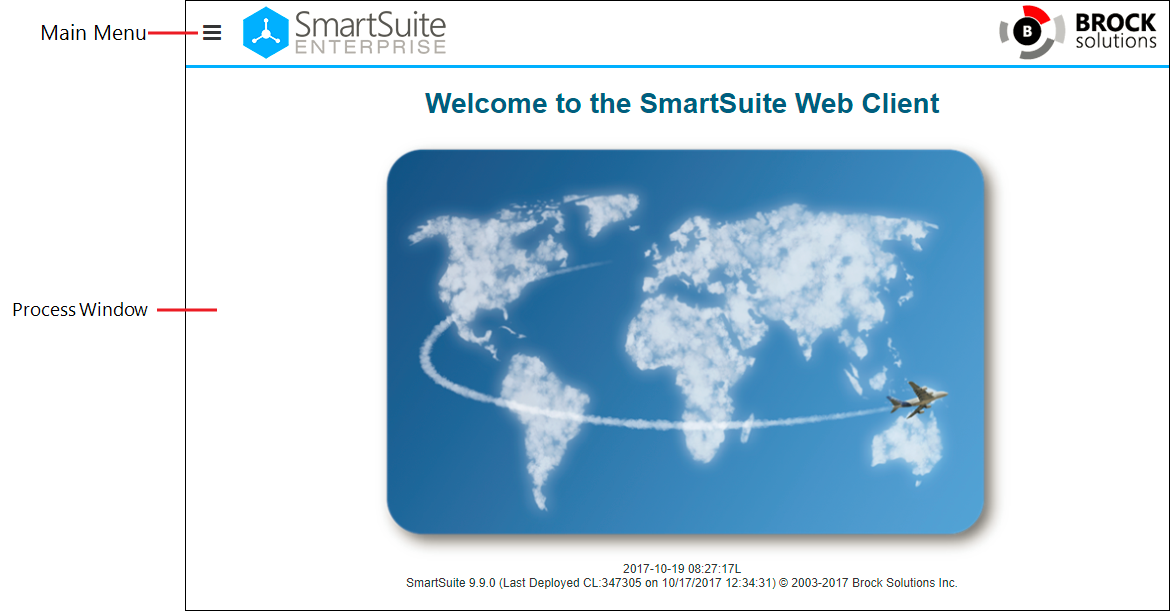 Main Menu
SmartSuite
ENTERPRISE
B
BROCK
solutions
Welcome to the SmartSuite Web Client
Process Window
2017-10-19 08:27:17L
SmartSuite 9.9.0 (Last Deployed CL:347305 on 10/17/2017 12:34:31) © 2003-2017 Brock Solutions Inc.